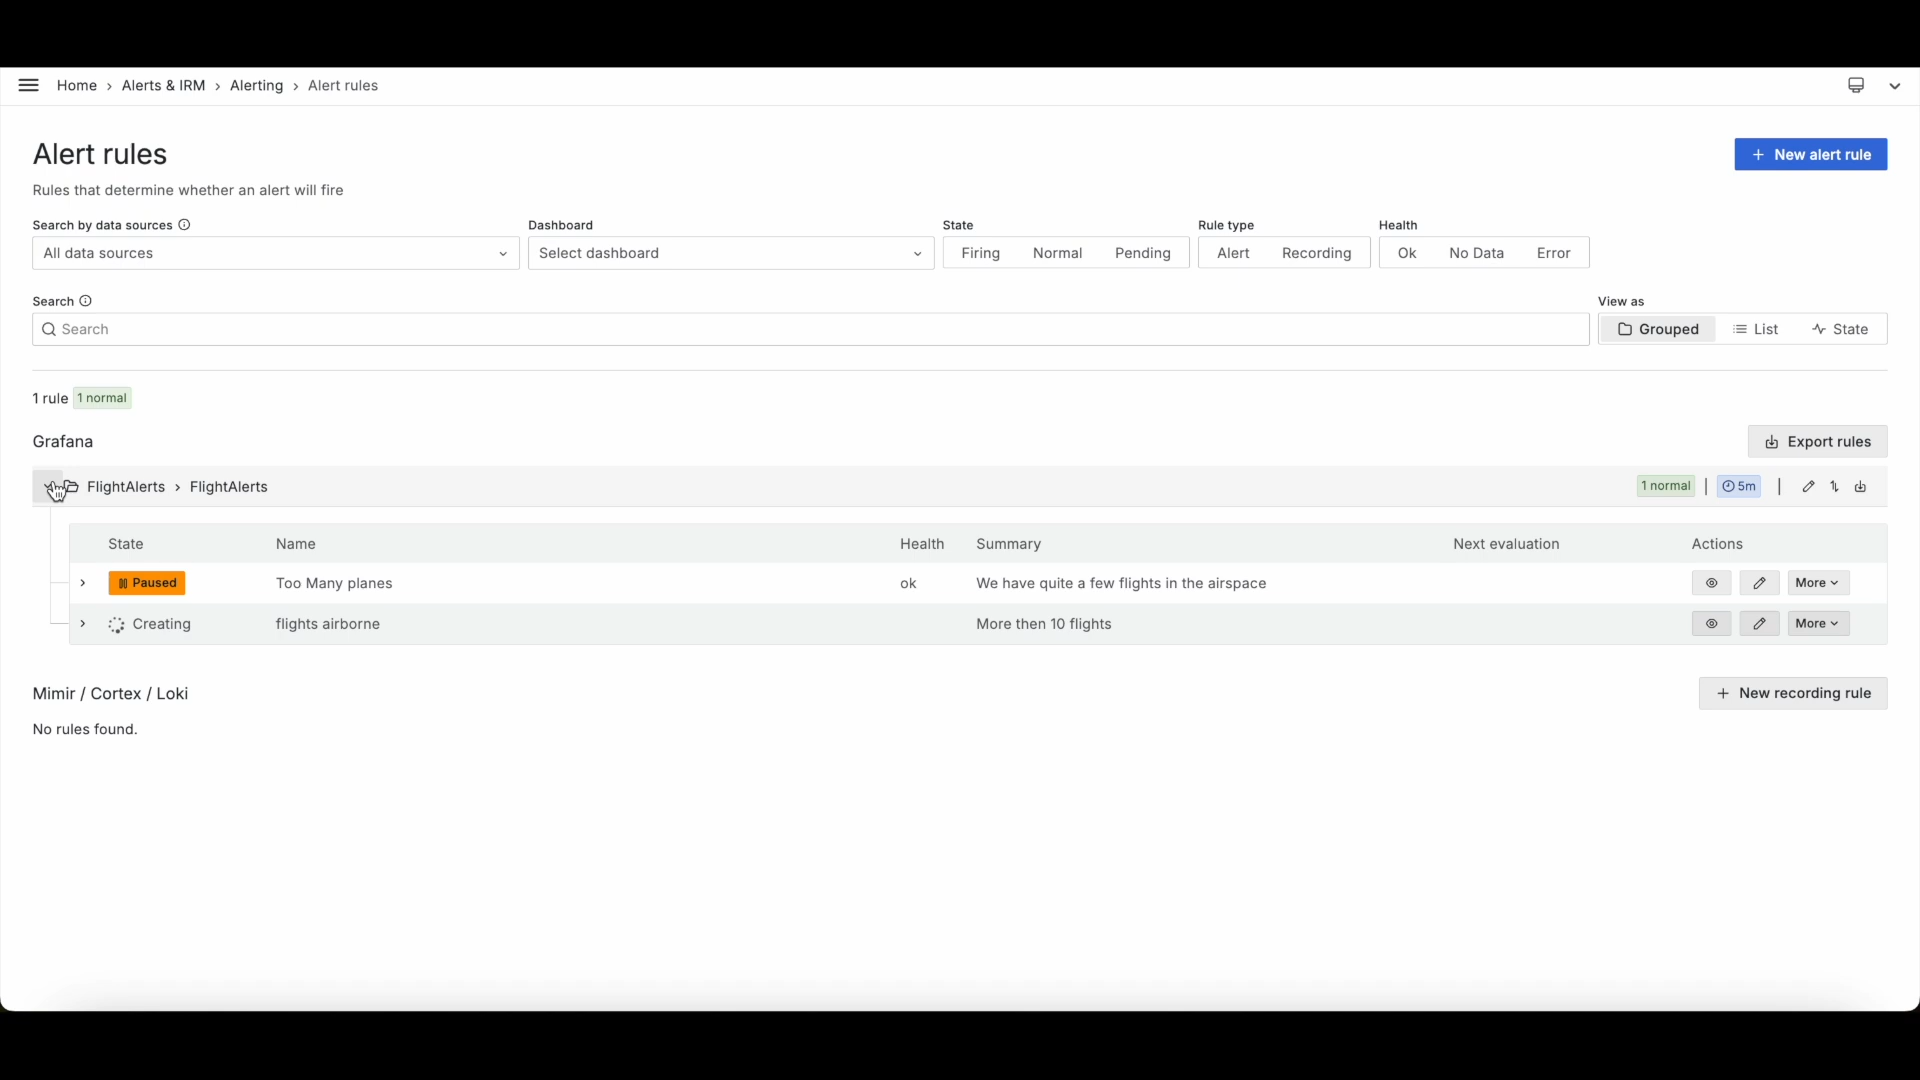 Home › Alerts & IRM › Alerting › Alert rules
Alert rules
+ New alert rule
Rules that determine whether an alert will fire
Search by data sources Dashboard State Rule type Health
All data sources Select dashboard Firing Normal Pending Alert Recording Ok No Data Error
Search View as
Search Grouped List State
1 rule 1 normal
Grafana Export rules
FlightAlerts › FlightAlerts 1 normal | 5m |
State Name Health Summary Next evaluation Actions
Paused Too Many planes ok We have quite a few flights in the airspace More
Creating flights airborne More then 10 flights More
Mimir / Cortex / Loki + New recording rule
No rules found.